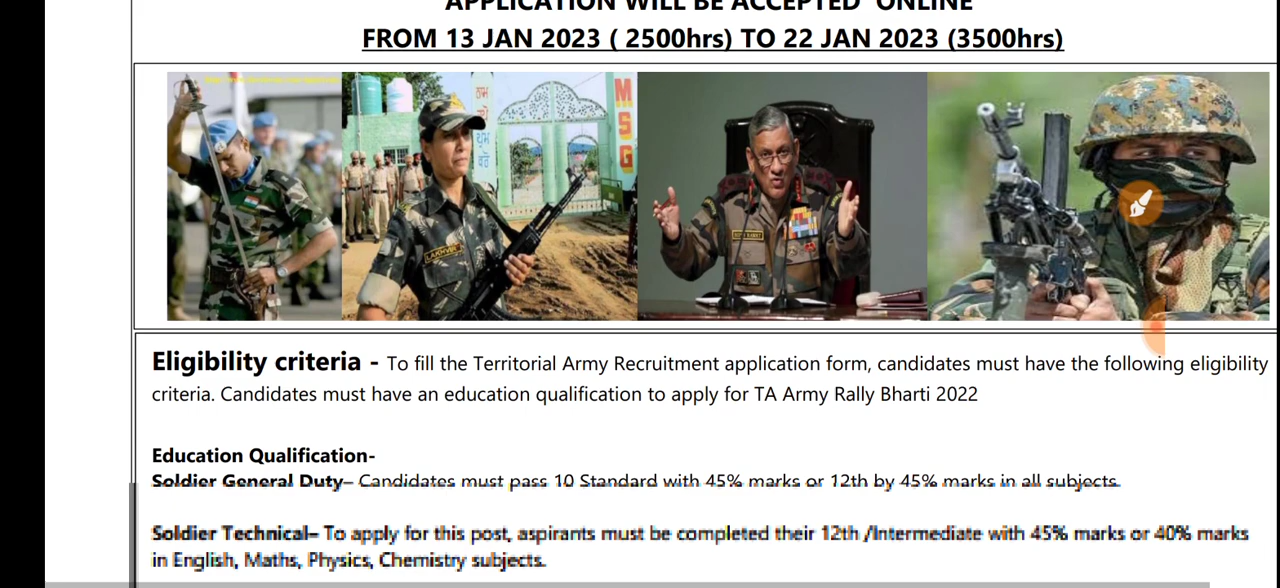 APPLICATION WILL BE ACCEPTED ONLINE
FROM 13 JAN 2023 ( 2500hrs) TO 22 JAN 2023 (3500hrs)
M
S
G
Eligibility criteria - To fill the Territorial Army Recruitment application form, candidates must have the following eligibility
criteria. Candidates must have an education qualification to apply for TA Army Rally Bharti 2022
Education Qualification-
Soldier General Duty– Candidates must pass 10 Standard with 45% marks or 12th by 45% marks in all subjects.
Soldier Technical– To apply for this post, aspirants must be completed their 12th /Intermediate with 45% marks or 40% marks
in English, Maths, Physics, Chemistry subjects.